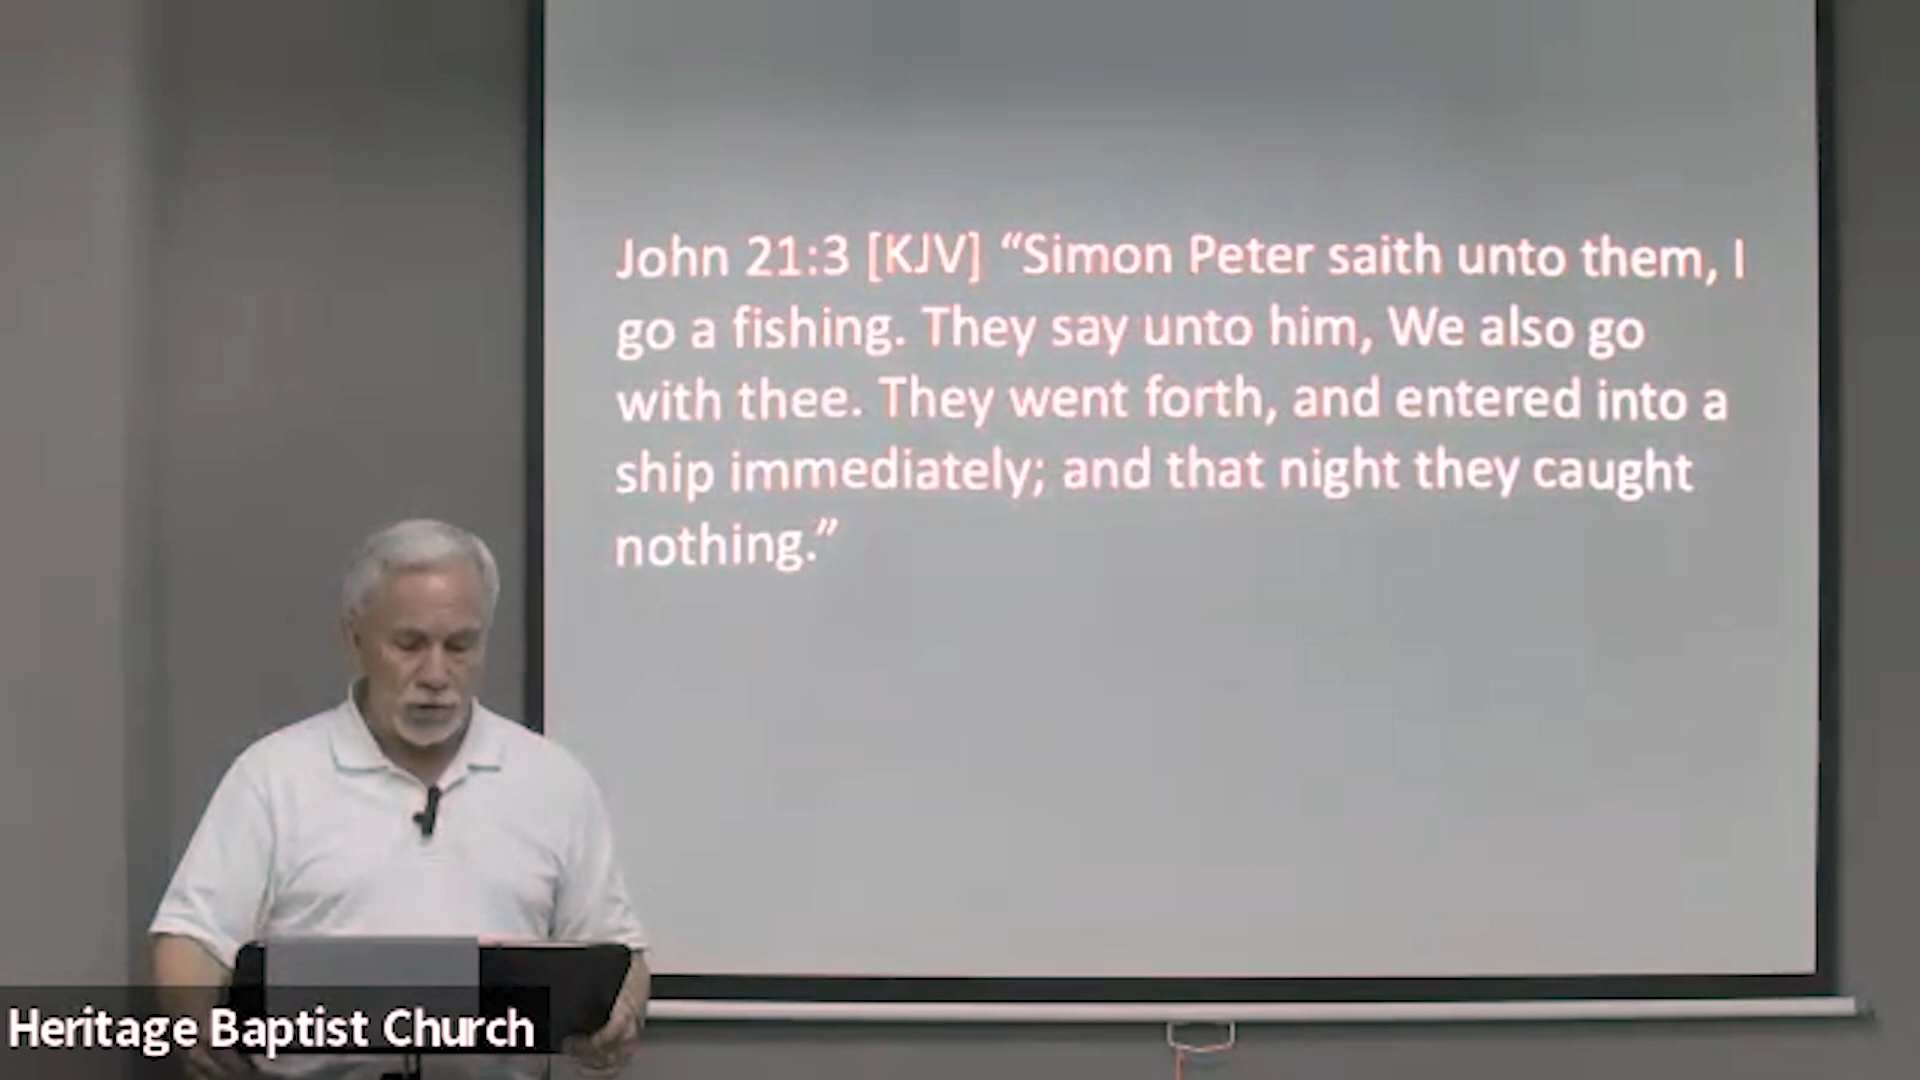 John 21:3 [KJV] “Simon Peter saith unto them, I
go a fishing. They say unto him, We also go
with thee. They went forth, and entered into a
ship immediately; and that night they caught
nothing.”
Heritage Baptist Church